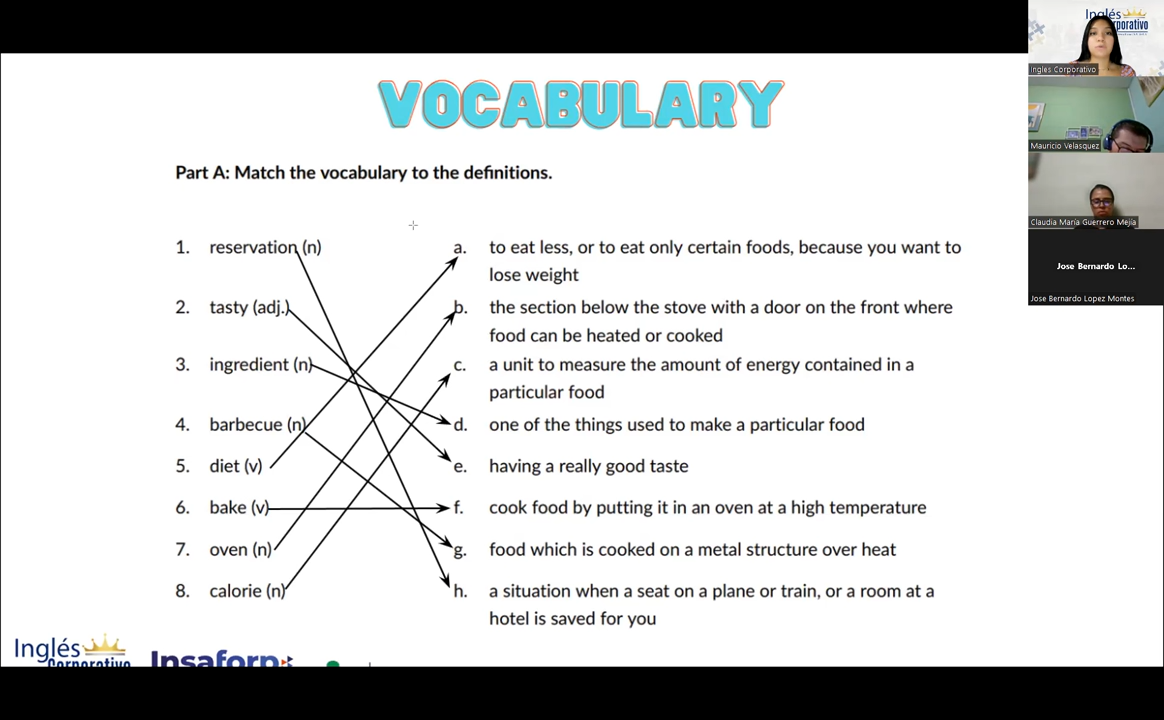 Inglés
Corporativo
Ingles Corporativo
Mauricio Velasquez
Claudia María Guerrero Mejía
Jose Bernardo Lo...
Jose Bernardo Lopez Montes
VOCABULARY
Part A: Match the vocabulary to the definitions.
1. reservation (n)
2. tasty (adj.)
3. ingredient (n)
4. barbecue (n)
5. diet (v)
6. bake (v)
7. oven (n)
8. calorie (n)
a. to eat less, or to eat only certain foods, because you want to
lose weight
b. the section below the stove with a door on the front where
food can be heated or cooked
c. a unit to measure the amount of energy contained in a
particular food
d. one of the things used to make a particular food
e. having a really good taste
f. cook food by putting it in an oven at a high temperature
g. food which is cooked on a metal structure over heat
h. a situation when a seat on a plane or train, or a room at a
hotel is saved for you
Inglés
Corporativo
Insaforp